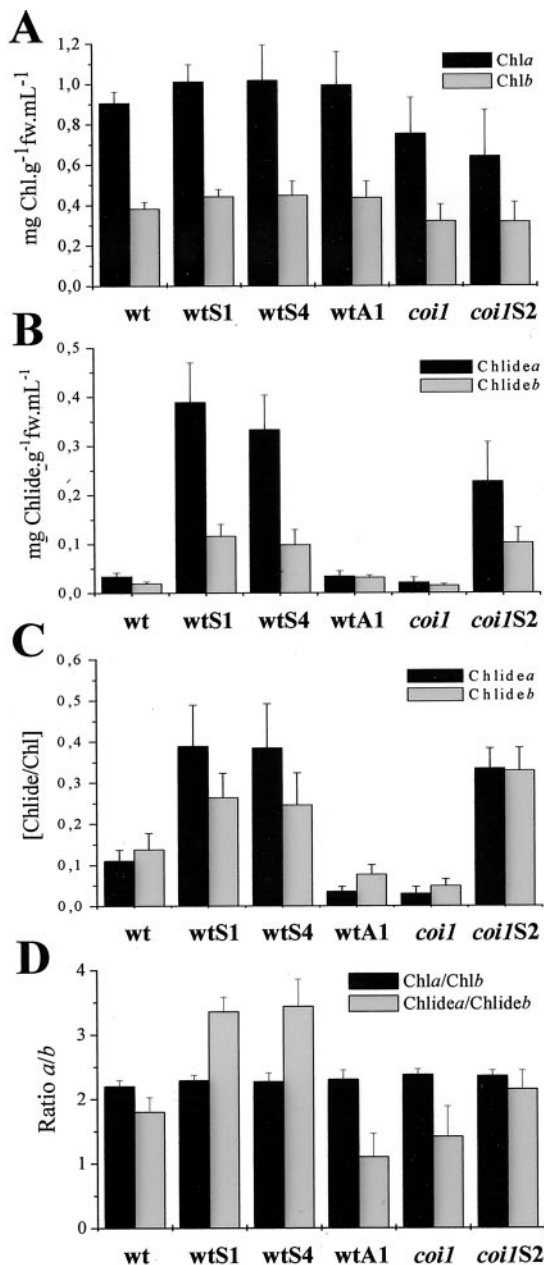 A
1,2
1,0
0,8
0,6
0,4
0,2
0,0
mg Chl.g⁻¹fw.mL⁻¹
Chla
Chlb
wt wtS1 wtS4 wtA1 coi1 coi1S2
B
0,5
0,4
0,3
0,2
0,1
0,0
mg Chlide.g⁻¹fw.mL⁻¹
Chlidea
Chlideb
wt wtS1 wtS4 wtA1 coi1 coi1S2
C
0,6
0,5
0,4
0,3
0,2
0,1
0,0
[Chlide/Chl]
Chlidea
Chlideb
wt wtS1 wtS4 wtA1 coi1 coi1S2
D
4
3
2
1
0
Ratio a/b
Chla/Chlb
Chlidea/Chlideb
wt wtS1 wtS4 wtA1 coi1 coi1S2